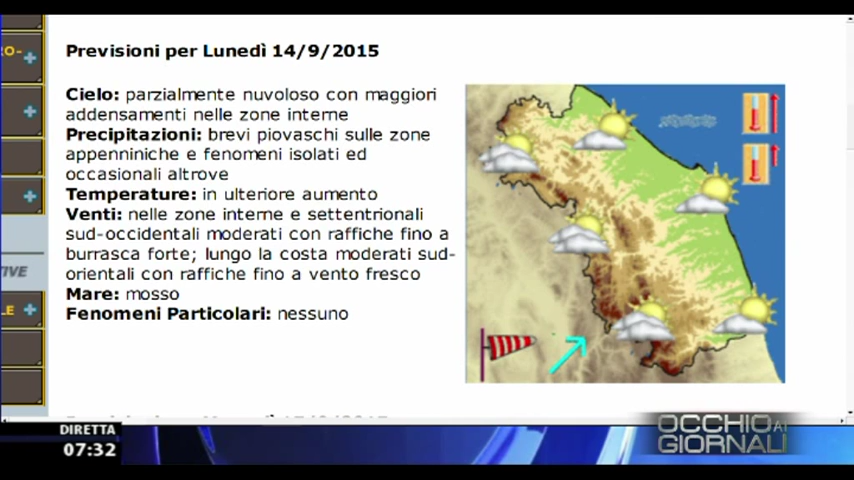 RO-
Previsioni per Lunedì 14/9/2015
Cielo: parzialmente nuvoloso con maggiori
addensamenti nelle zone interne
Precipitazioni: brevi piovaschi sulle zone
appenniniche e fenomeni isolati ed
occasionali altrove
Temperature: in ulteriore aumento
Venti: nelle zone interne e settentrionali
sud-occidentali moderati con raffiche fino a
burrasca forte; lungo la costa moderati sud-
orientali con raffiche fino a vento fresco
Mare: mosso
Fenomeni Particolari: nessuno
TIVE
LE
DIRETTA
07:32
OCCHIO AI
GIORNALI